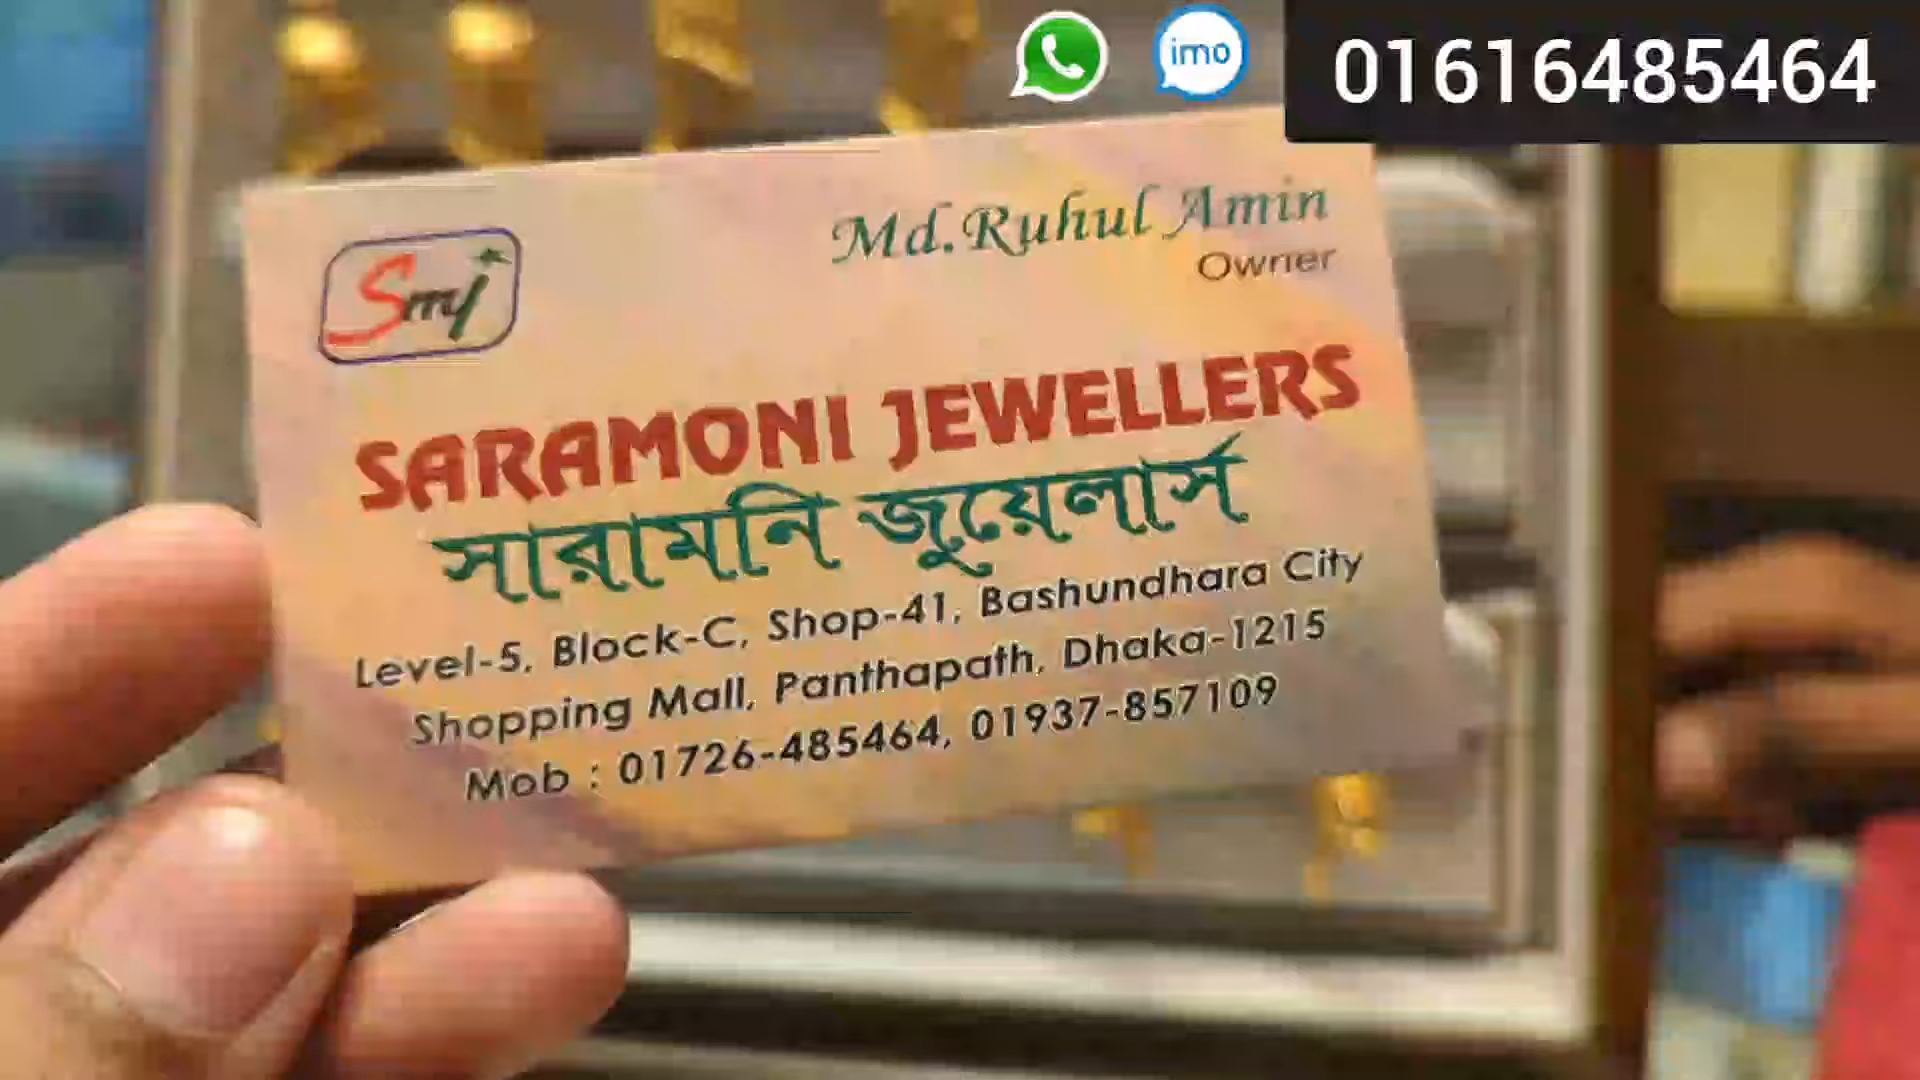 imo
01616485464
Smj
Md.Ruhul Amin
Owner
SARAMONI JEWELLERS
সারামনি জুয়েলার্স
Level-5, Block-C, Shop-41, Bashundhara City
Shopping Mall, Panthapath, Dhaka-1215
Mob : 01726-485464, 01937-857109